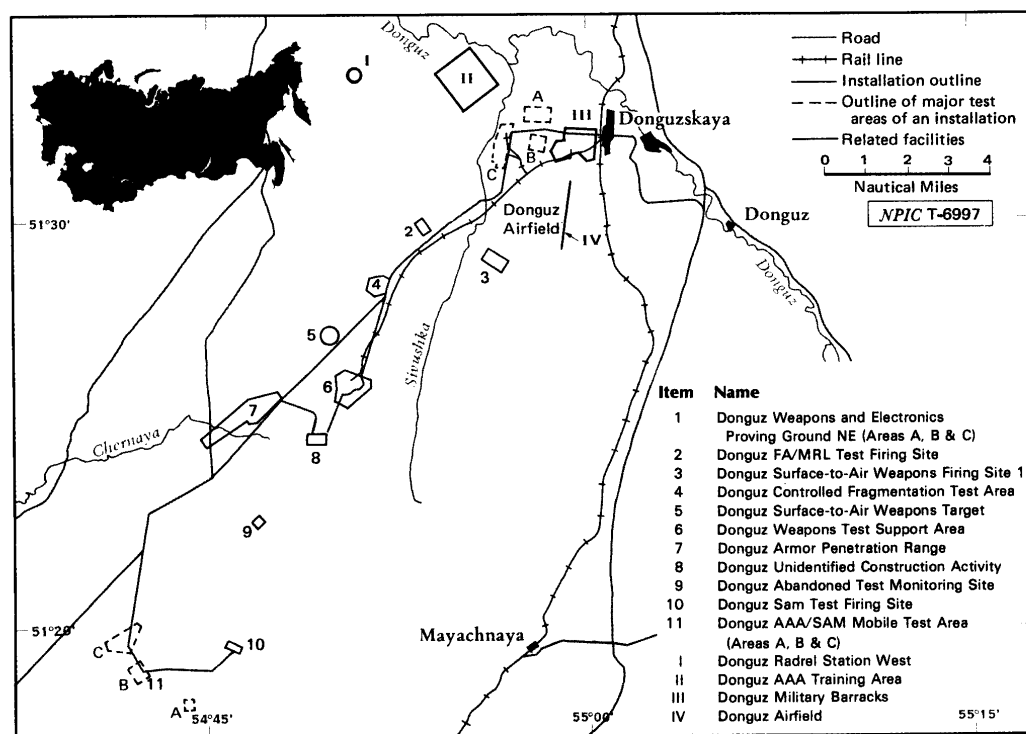 Donguz
I
II
A
III
Donguzskaya
B
C
Road
Rail line
Installation outline
Outline of major test
areas of an installation
Related facilities
0 1 2 3 4
Nautical Miles
NPIC T-6997
51°30'
Donguz
Airfield
IV
Donguz
Donguz
2
3
4
5
Sivushka
6
7
Chernaya
8
9
51°20'
C
B
11
10
A
54°45'
Mayachnaya
55°00'
55°15'
Item Name
1 Donguz Weapons and Electronics
Proving Ground NE (Areas A, B & C)
2 Donguz FA/MRL Test Firing Site
3 Donguz Surface-to-Air Weapons Firing Site 1
4 Donguz Controlled Fragmentation Test Area
5 Donguz Surface-to-Air Weapons Target
6 Donguz Weapons Test Support Area
7 Donguz Armor Penetration Range
8 Donguz Unidentified Construction Activity
9 Donguz Abandoned Test Monitoring Site
10 Donguz Sam Test Firing Site
11 Donguz AAA/SAM Mobile Test Area
(Areas A, B & C)
I Donguz Radrel Station West
II Donguz AAA Training Area
III Donguz Military Barracks
IV Donguz Airfield